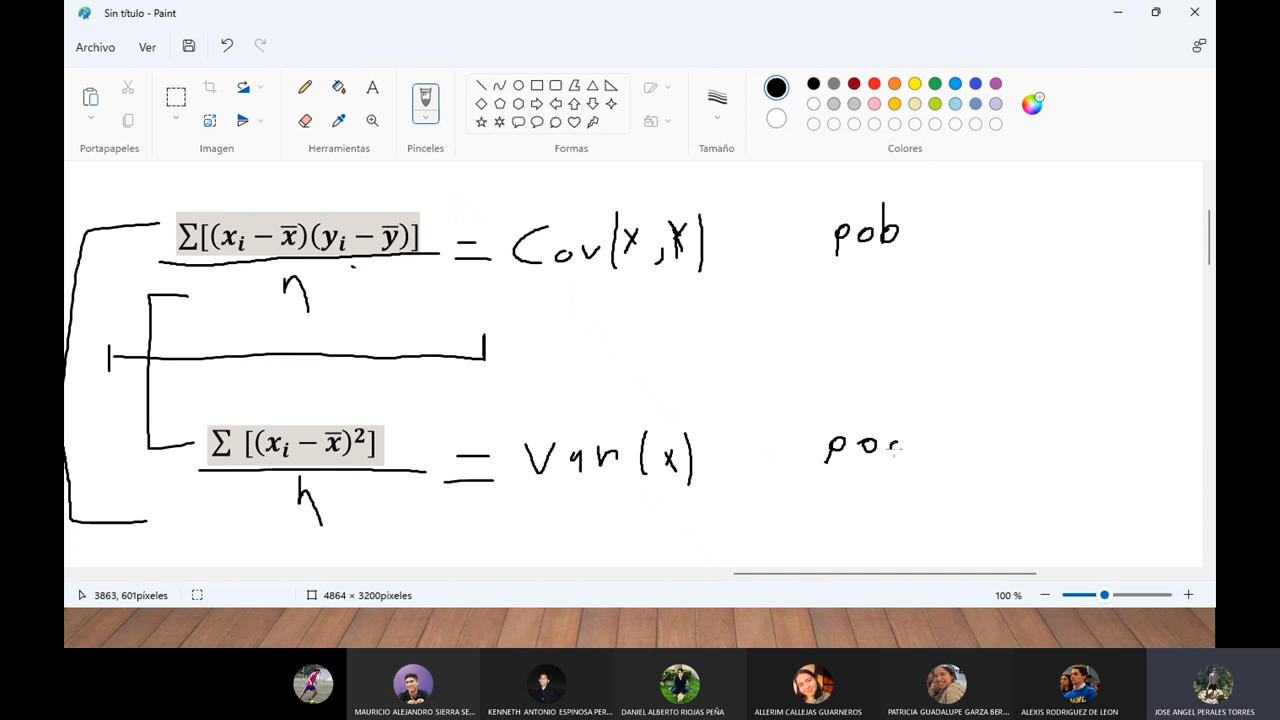 Sin título - Paint
Archivo Ver
Portapapeles Imagen Herramientas Pinceles Formas Tamaño Colores
∑[(xᵢ − x̅)(yᵢ − y̅)] = Cov(x,y) pob
n
∑ [(xᵢ − x̅)²] = Var(x) poo
n
3863, 601píxeles 4864 × 3200píxeles 100 %
MAURICIO ALEJANDRO SIERRA SE... KENNETH ANTONIO ESPINOSA PER... DANIEL ALBERTO RIOJAS PEÑA ALLERIM CALLEJAS GUARNEROS PATRICIA GUADALUPE GARZA BER... ALEXIS RODRIGUEZ DE LEON JOSE ANGEL PERALES TORRES